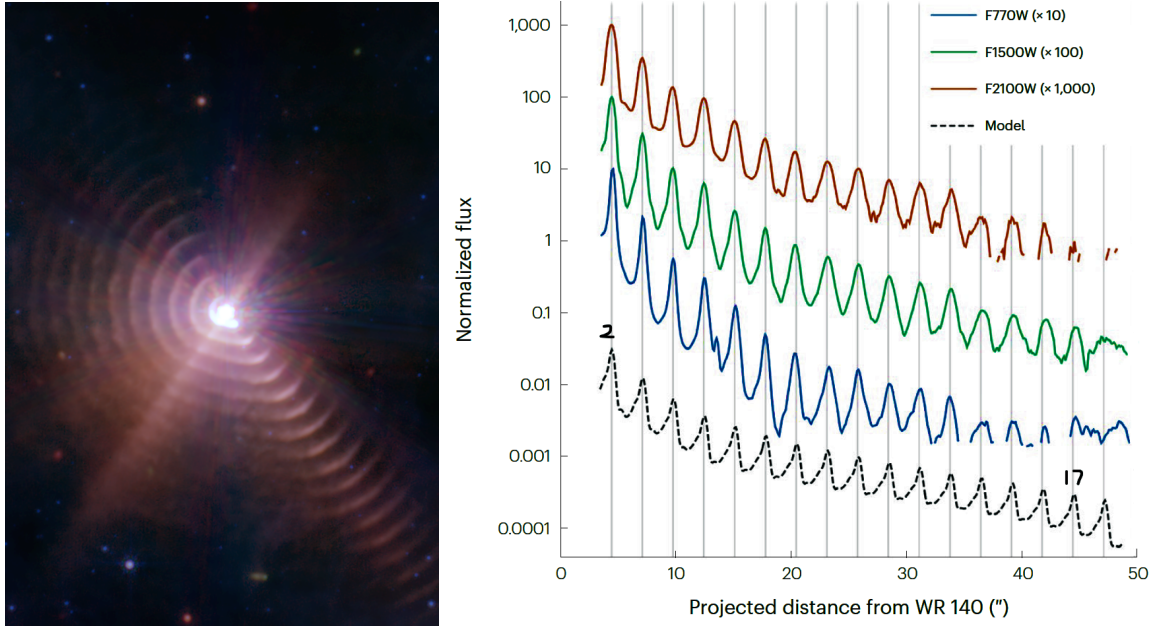 F770W (× 10)
F1500W (× 100)
F2100W (× 1,000)
Model
1,000
100
10
1
0.1
0.01
0.001
0.0001
Normalized flux
2
17
0
10
20
30
40
50
Projected distance from WR 140 (″)